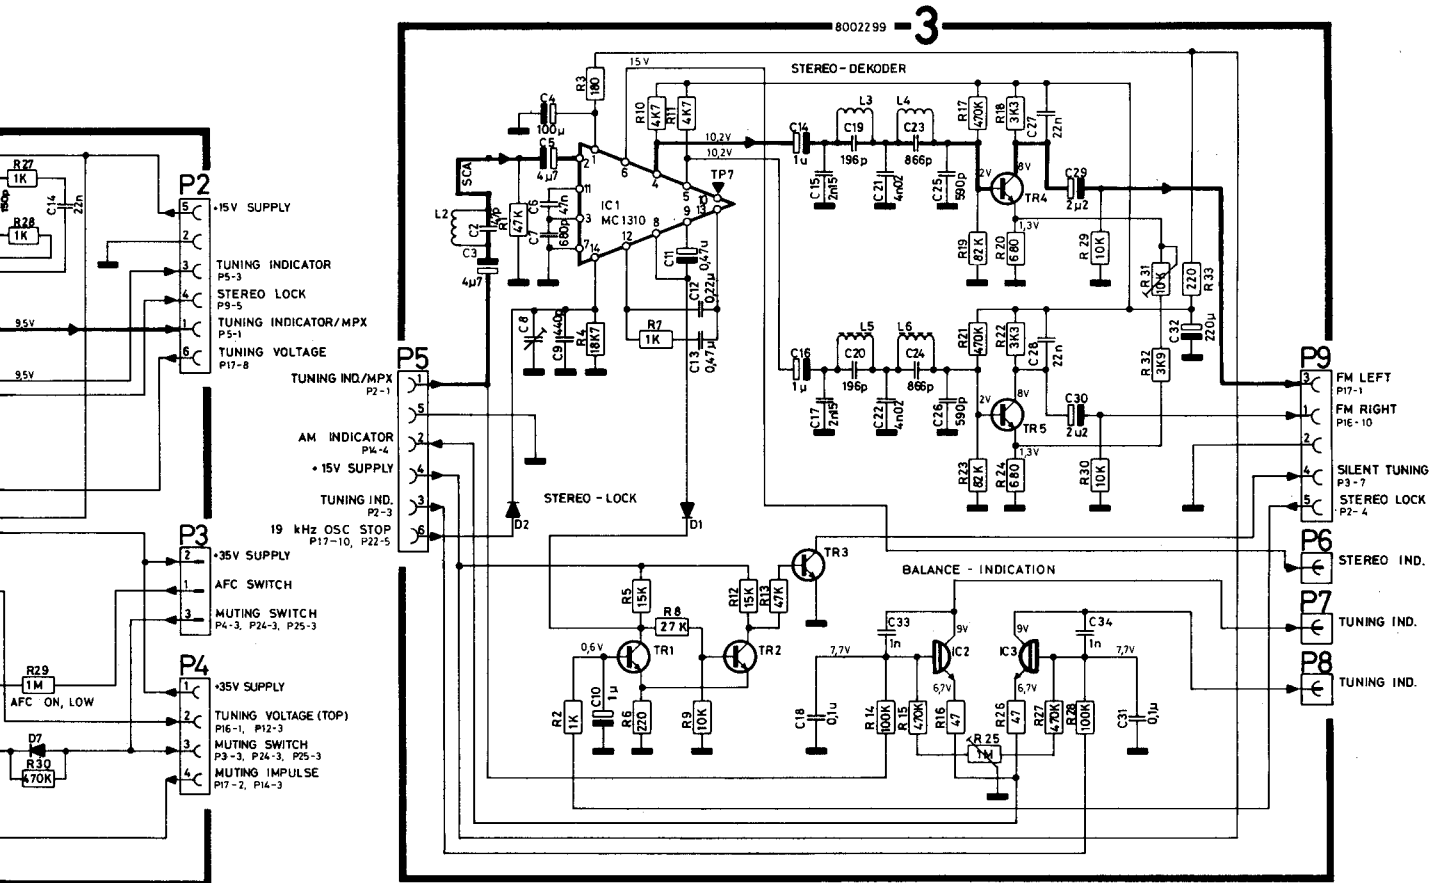 8002299
3
STEREO-DEKODER
R27
1K
150p
C14
22n
R28
1K
P2
5
+15V SUPPLY
2
3
TUNING INDICATOR
P5-3
4
STEREO LOCK
P9-5
9,5V
1
TUNING INDICATOR/MPX
P5-1
6
TUNING VOLTAGE
P17-8
9,5V
P3
2
+35V SUPPLY
1
AFC SWITCH
3
MUTING SWITCH
P4-3, P24-3, P25-3
R29
1M
AFC ON, LOW
P4
1
+35V SUPPLY
2
TUNING VOLTAGE (TOP)
P16-1, P12-3
3
MUTING SWITCH
P3-3, P24-3, P25-3
4
MUTING IMPULSE
P17-2, P14-3
D7
R30
470K
P5
TUNING IND./MPX
P2-1
1
5
AM INDICATOR
P14-4
2
+15V SUPPLY
4
TUNING IND.
P2-3
3
19 kHz OSC STOP
P17-10, P22-5
6
SCA
L2
C2
C3
4µ7
R1
47K
C4
100µ
C5
4µ7
R3
180
15V
C6
47n
C7
680p
IC1
MC1310
2
11
3
7
14
1
6
4
5
10
13
9
8
12
TP7
R10
4K7
R11
4K7
10,2V
10,2V
C11
0,47u
C12
0,22µ
R7
1K
C13
0,47µ
C8
C9
440p
R4
18K7
STEREO-LOCK
D2
D1
C14
1u
C15
2n15
L3
C19
196p
C21
4n02
L4
C23
866p
C25
590p
R17
470K
R18
3K3
C27
22n
2V
8V
TR4
1,3V
R19
82K
R20
680
C29
2µ2
R29
10K
R31
10K
R33
220
C32
220µ
R32
3K9
C16
1µ
C17
2n15
L5
C20
196p
C22
4n02
L6
C24
866p
C26
590p
R21
470K
R22
3K3
C28
22n
2V
8V
TR5
1,3V
R23
82K
R24
680
C30
2u2
R30
10K
P9
3
FM LEFT
P17-1
1
FM RIGHT
P16-10
2
4
SILENT TUNING
P3-7
5
STEREO LOCK
P2-4
P6
STEREO IND.
P7
TUNING IND.
P8
TUNING IND.
R5
15K
R8
27K
R12
15K
R13
47K
TR3
0,6V
TR1
TR2
R2
1K
C10
1µ
R6
220
R9
10K
BALANCE-INDICATION
C33
1n
9V
7,7V
IC2
6,7V
C18
0,1u
R14
100K
R15
470K
R16
47
9V
IC3
6,7V
C34
1n
7,7V
R26
47
R27
470K
R28
100K
C31
0,1µ
R25
1M